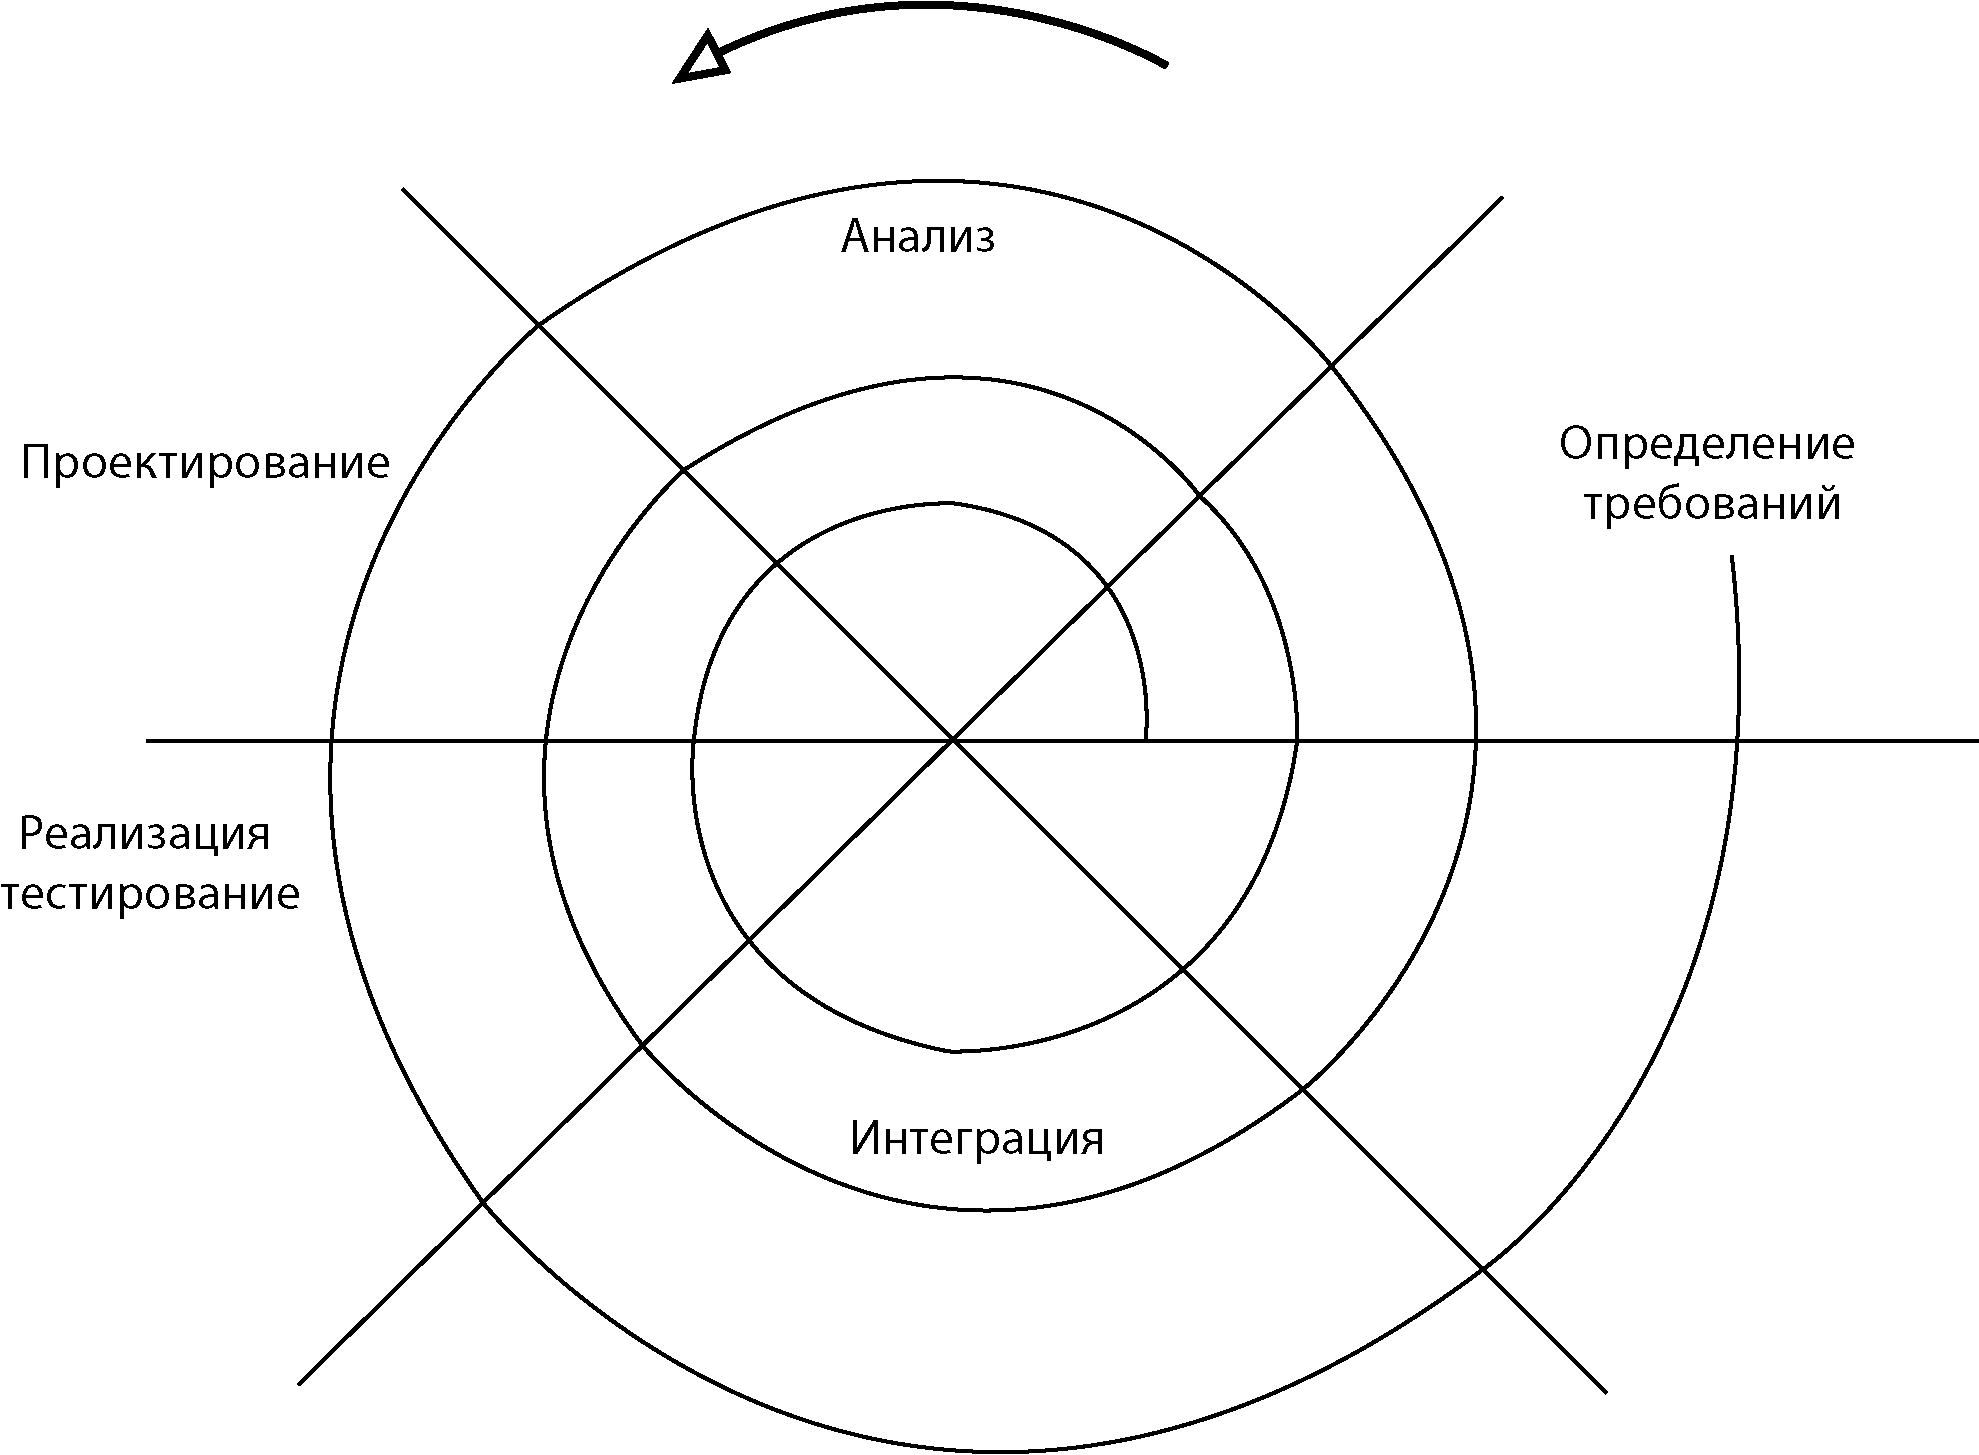 Анализ
Определение
требований
Проектирование
Реализация
тестирование
Интеграция